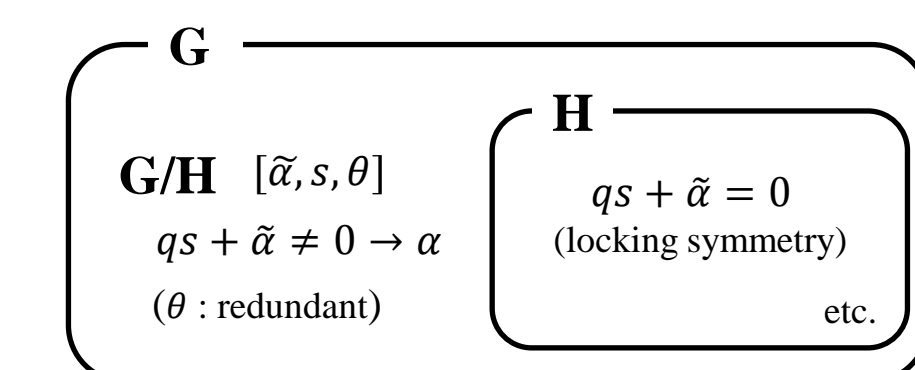 G
H
G/H [α̃, s, θ]
qs + α̃ ≠ 0 → α
(θ : redundant)
qs + α̃ = 0
(locking symmetry)
etc.